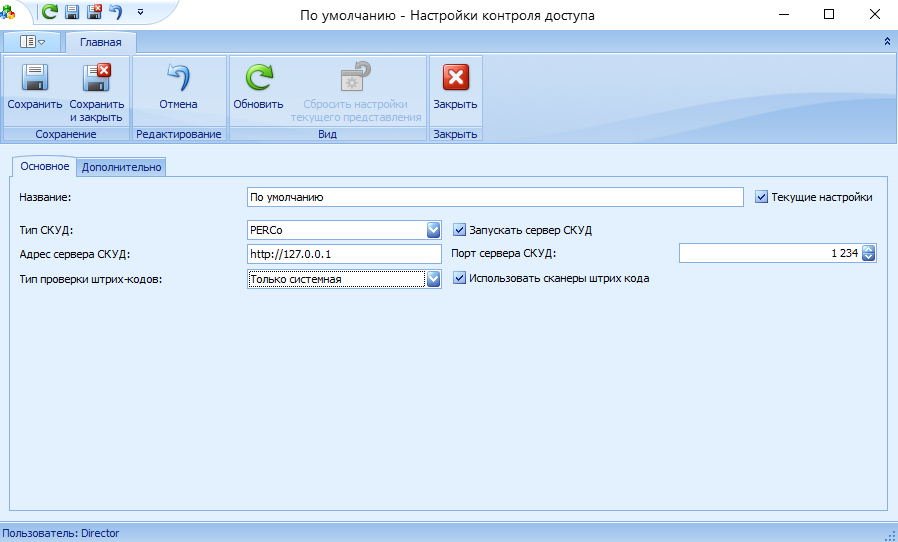 По умолчанию - Настройки контроля доступа
Главная
Сохранить
Сохранить и закрыть
Отмена
Обновить
Сбросить настройки текущего представления
Закрыть
Сохранение
Редактирование
Вид
Закрыть
Основное
Дополнительно
Название:
По умолчанию
Текущие настройки
Тип СКУД:
PERCo
Запускать сервер СКУД
Адрес сервера СКУД:
http://127.0.0.1
Порт сервера СКУД:
1 234
Тип проверки штрих-кодов:
Только системная
Использовать сканеры штрих кода
Пользователь: Director